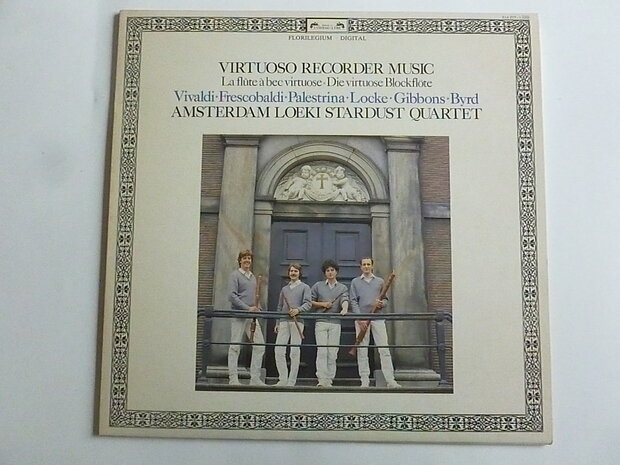 FLORILEGIUM · DIGITAL
VIRTUOSO RECORDER MUSIC
La flûte à bec virtuose · Die virtuose Blockflöte
Vivaldi · Frescobaldi · Palestrina · Locke · Gibbons · Byrd
AMSTERDAM LOEKI STARDUST QUARTET